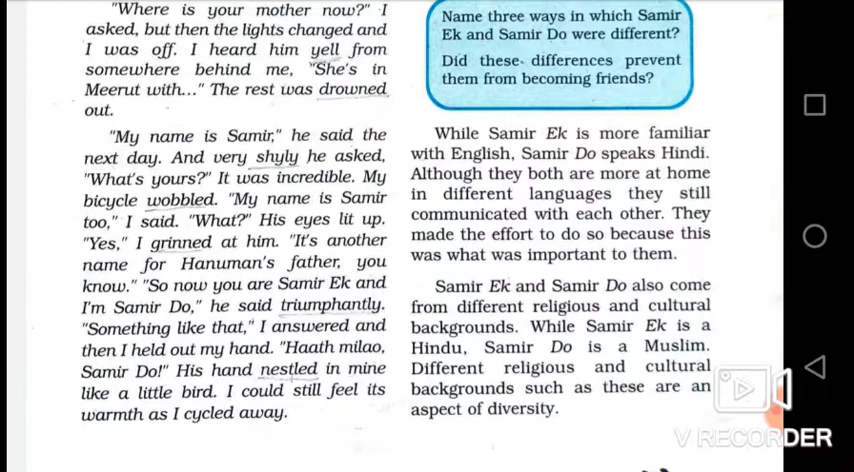 "Where is your mother now?" I
asked, but then the lights changed and
I was off. I heard him yell from
somewhere behind me, "She's in
Meerut with..." The rest was drowned
out.
"My name is Samir," he said the
next day. And very shyly he asked,
"What's yours?" It was incredible. My
bicycle wobbled. "My name is Samir
too," I said. "What?" His eyes lit up.
"Yes," I grinned at him. "It's another
name for Hanuman's father, you
know." "So now you are Samir Ek and
I'm Samir Do," he said triumphantly.
"Something like that," I answered and
then I held out my hand. "Haath milao,
Samir Do!" His hand nestled in mine
like a little bird. I could still feel its
warmth as I cycled away.
Name three ways in which Samir
Ek and Samir Do were different?
Did these differences prevent
them from becoming friends?
While Samir Ek is more familiar
with English, Samir Do speaks Hindi.
Although they both are more at home
in different languages they still
communicated with each other. They
made the effort to do so because this
was what was important to them.
Samir Ek and Samir Do also come
from different religious and cultural
backgrounds. While Samir Ek is a
Hindu, Samir Do is a Muslim.
Different religious and cultural
backgrounds such as these are an
aspect of diversity.
V RECORDER